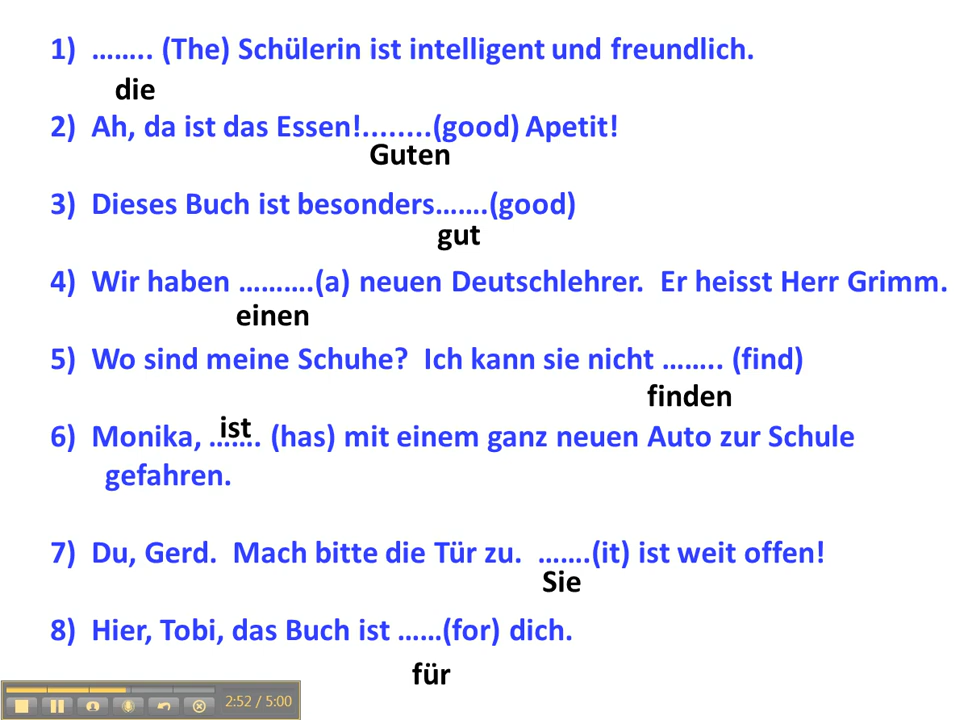 1) …….. (The) Schülerin ist intelligent und freundlich.
die
2) Ah, da ist das Essen!........(good) Apetit!
Guten
3) Dieses Buch ist besonders…….(good)
gut
4) Wir haben ……….(a) neuen Deutschlehrer. Er heisst Herr Grimm.
einen
5) Wo sind meine Schuhe? Ich kann sie nicht …….. (find)
finden
ist
6) Monika, ……. (has) mit einem ganz neuen Auto zur Schule
gefahren.
7) Du, Gerd. Mach bitte die Tür zu. …….(it) ist weit offen!
Sie
8) Hier, Tobi, das Buch ist ……(for) dich.
für
2:52 / 5:00